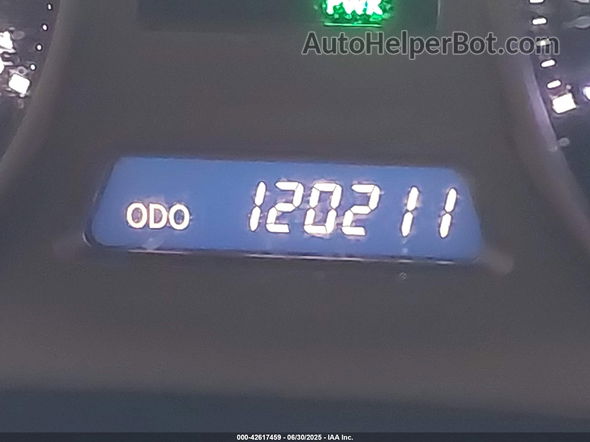 PWR
AutoHelperBot.com
ODO 120211
000-42617459 - 06/30/2025 - IAA Inc.